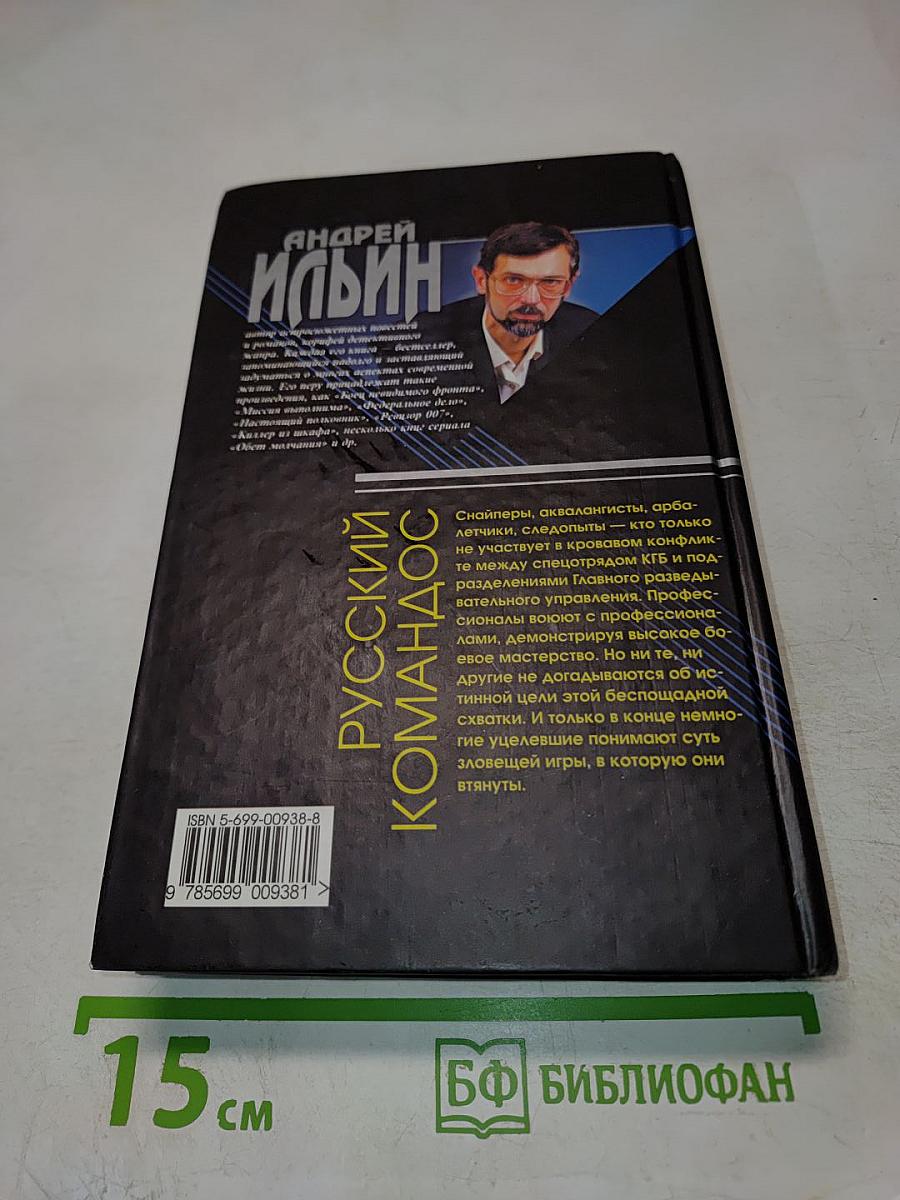 АНДРЕЙ
ИЛЬИН
автор остросюжетных повестей
и романов, корифей детективного
жанра. Каждая его книга — бестселлер,
запоминающийся надолго и заставляющий
задуматься о многих аспектах современной
жизни. Его перу принадлежат такие
произведения, как «Боец невидимого фронта»,
«Миссия выполнима», «Федеральное дело»,
«Настоящий полковник», «Ревизор 007»,
«Киллер из шкафа», несколько книг сериала
«Обет молчания» и др.
РУССКИЙ
КОМАНДОС
Снайперы, аквалангисты, арба-
летчики, следопыты — кто только
не участвует в кровавом конфлик-
те между спецотрядом КГБ и под-
разделениями Главного разведы-
вательного управления. Профес-
сионалы воюют с профессиона-
лами, демонстрируя высокое бо-
евое мастерство. Но ни те, ни
другие не догадываются об ис-
тинной цели этой беспощадной
схватки. И только в конце немно-
гие уцелевшие понимают суть
зловещей игры, в которую они
втянуты.
ISBN 5-699-00938-8
9 785699 009381 >
15 см
БФ БИБЛИОФАН